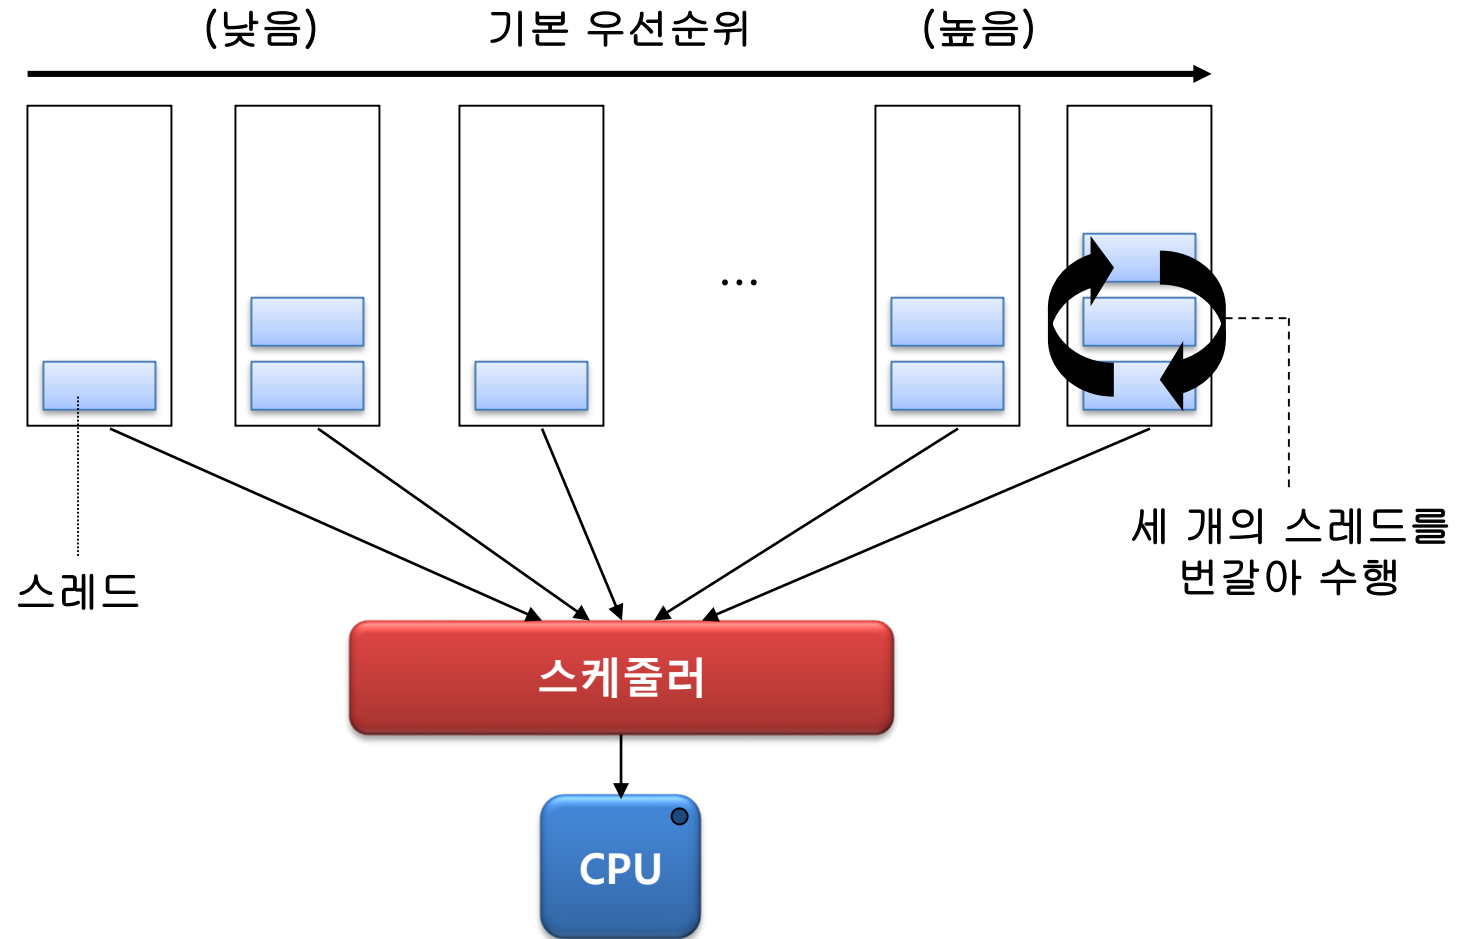 (낮음) 기본 우선순위 (높음)
...
세 개의 스레드를
번갈아 수행
스레드
스케줄러
CPU